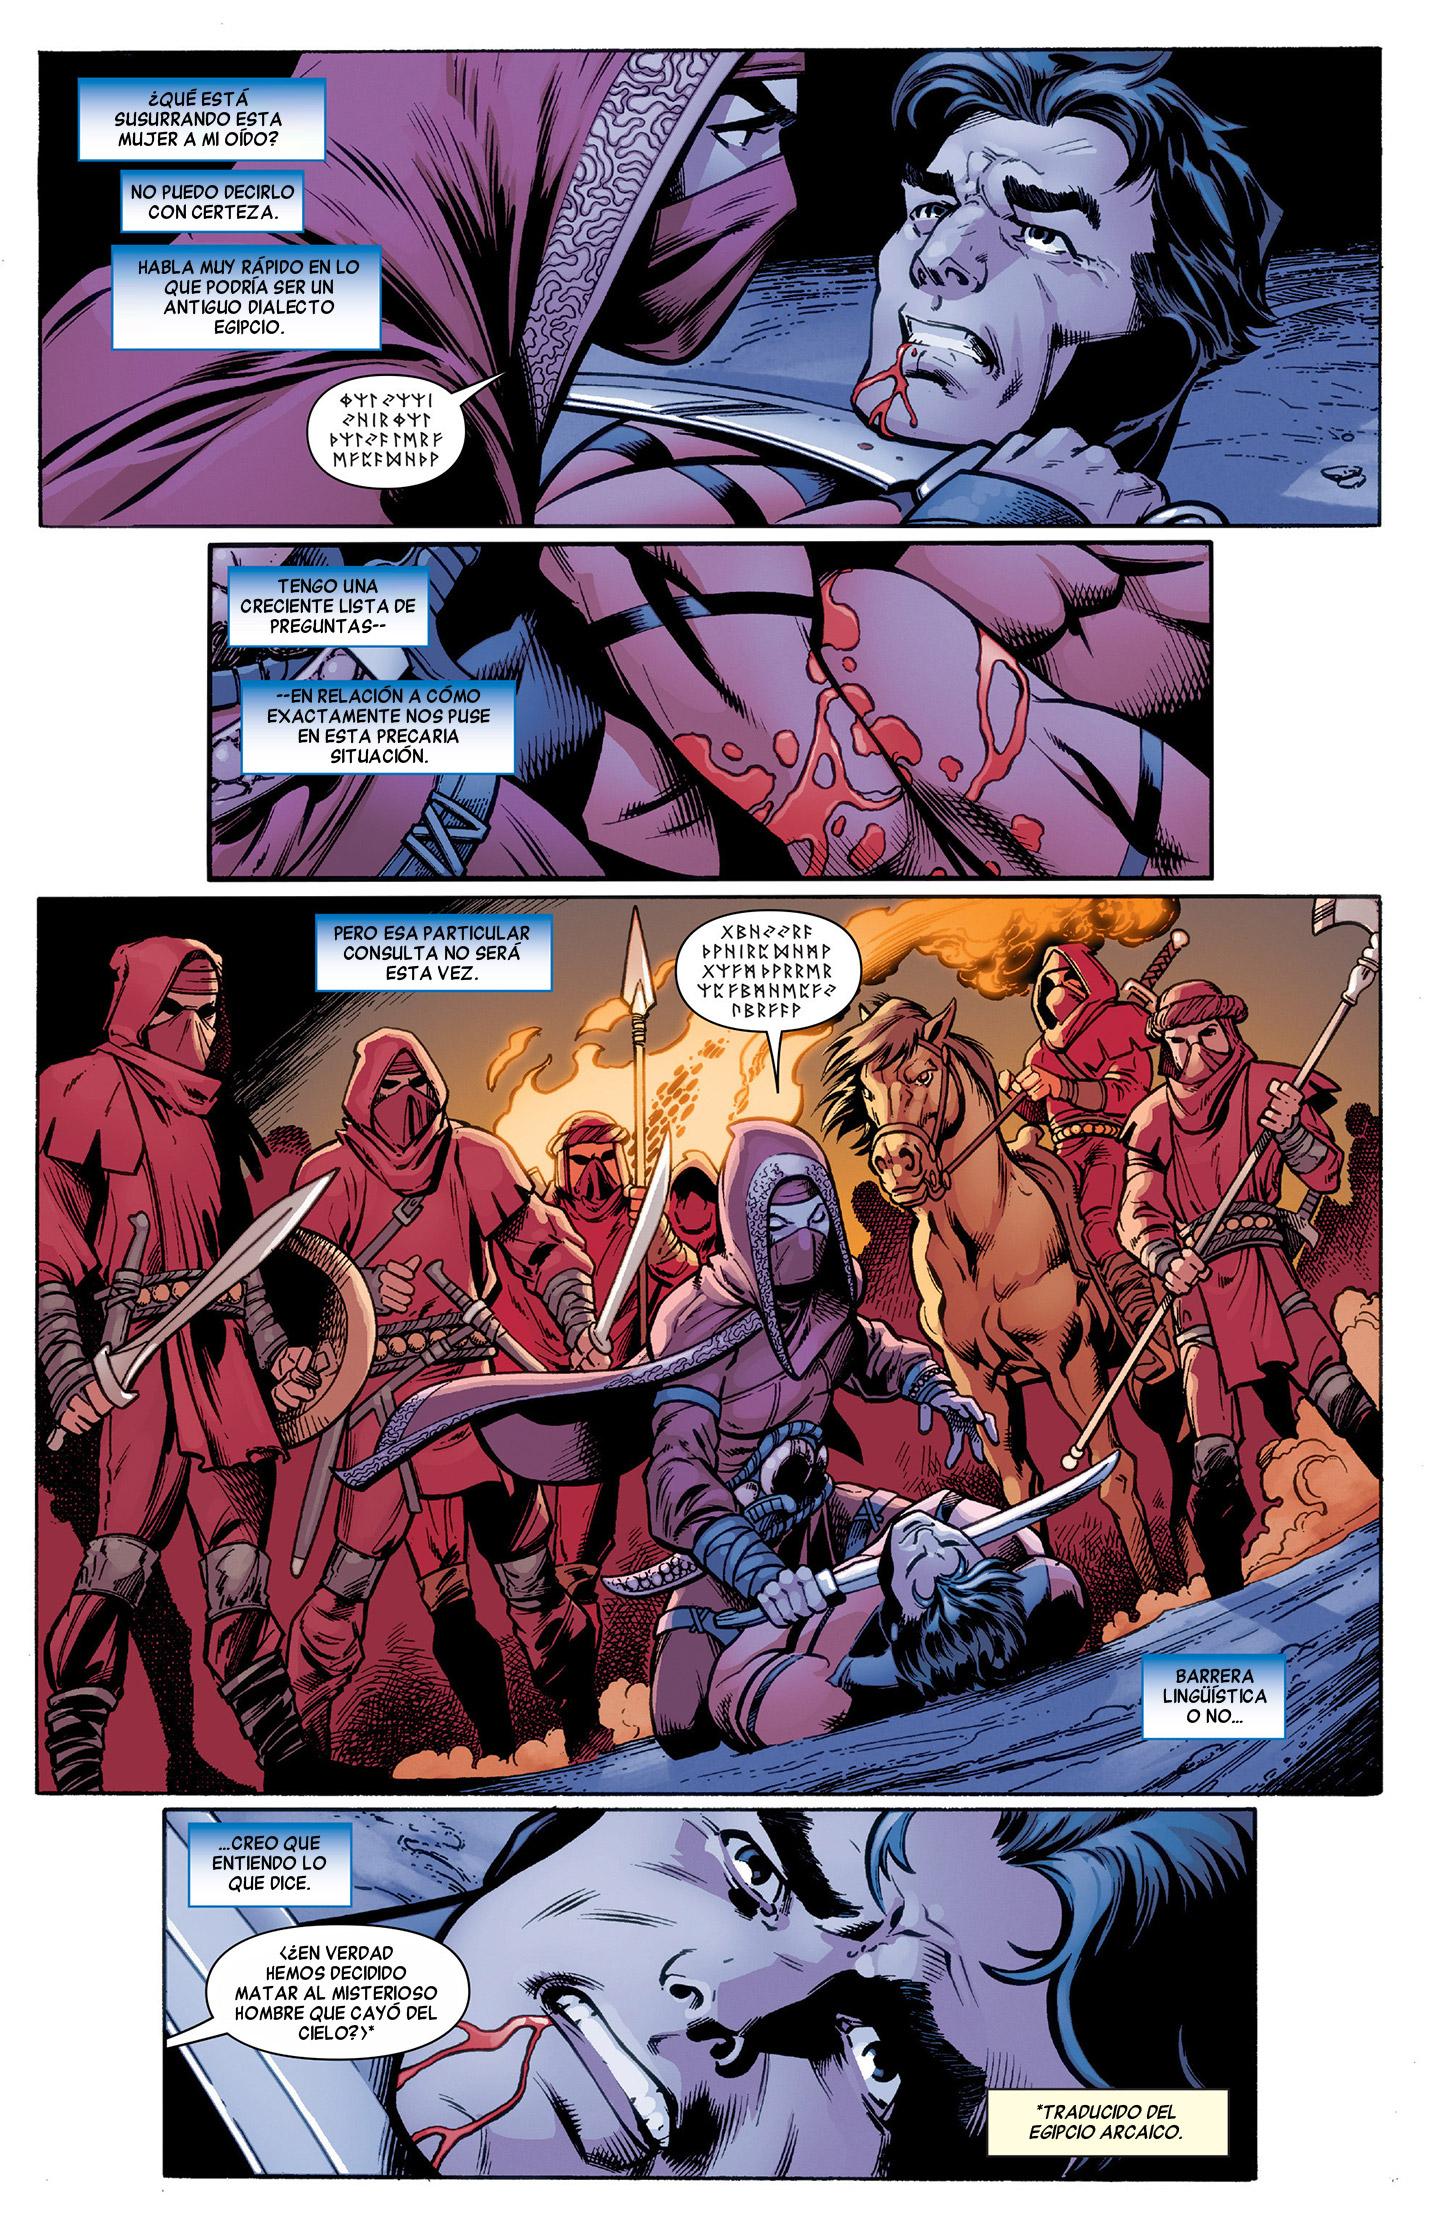 ¿QUÉ ESTÁ
SUSURRANDO ESTA
MUJER A MI OÍDO?
NO PUEDO DECIRLO
CON CERTEZA.
HABLA MUY RÁPIDO EN LO
QUE PODRÍA SER UN
ANTIGUO DIALECTO
EGIPCIO.
TENGO UNA
CRECIENTE LISTA DE
PREGUNTAS--
--EN RELACIÓN A CÓMO
EXACTAMENTE NOS PUSE
EN ESTA PRECARIA
SITUACIÓN.
PERO ESA PARTICULAR
CONSULTA NO SERÁ
ESTA VEZ.
BARRERA
LINGÜÍSTICA
O NO...
...CREO QUE
ENTIENDO LO
QUE DICE.
<¿EN VERDAD
HEMOS DECIDIDO
MATAR AL MISTERIOSO
HOMBRE QUE CAYÓ DEL
CIELO?>*
*TRADUCIDO DEL
EGIPCIO ARCAICO.